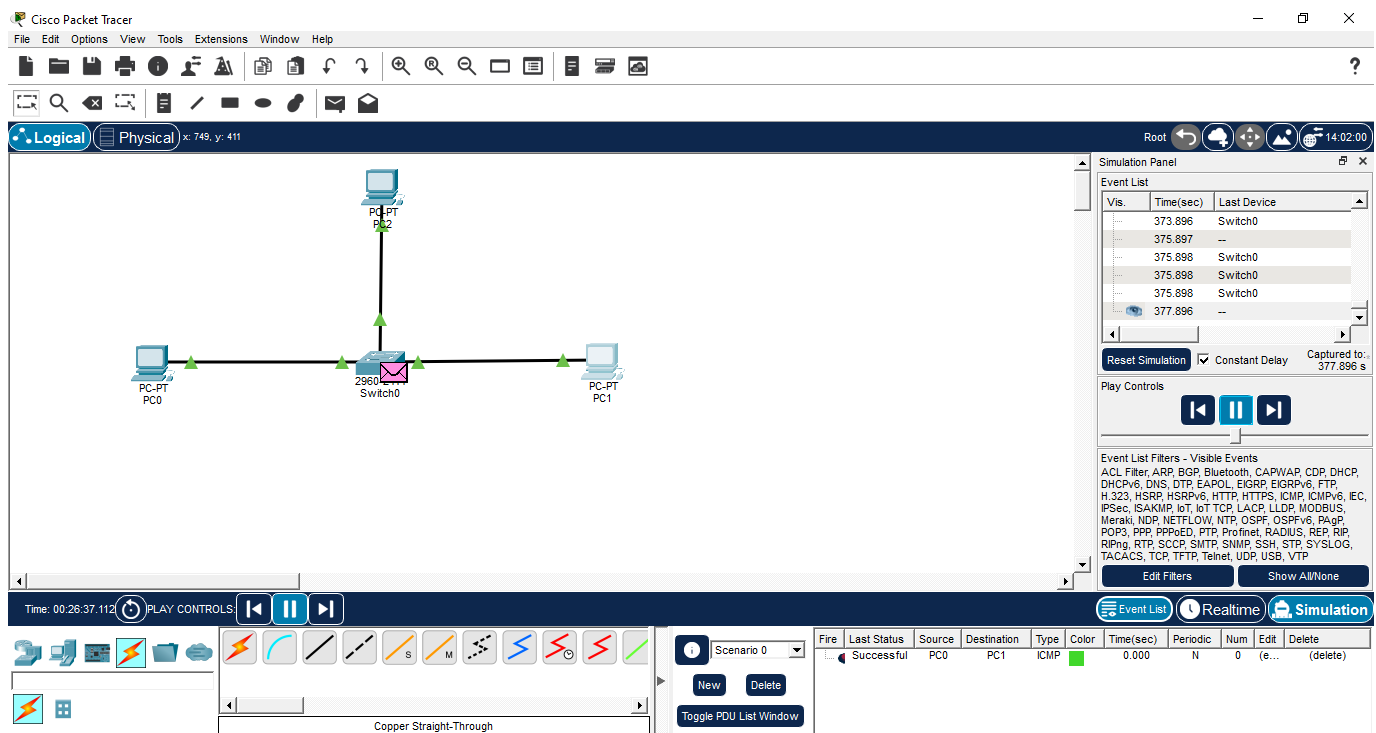 Cisco Packet Tracer
File Edit Options View Tools Extensions Window Help
Logical Physical x: 749, y: 411 Root 14:02:00
PC-PT
PC2
PC-PT
PC0
Switch0
PC-PT
PC1
Simulation Panel
Event List
Vis. Time(sec) Last Device
373.896 Switch0
375.897 --
375.898 Switch0
375.898 Switch0
375.898 Switch0
377.896 --
Reset Simulation Constant Delay Captured to:
377.896 s
Play Controls
Event List Filters - Visible Events
ACL Filter, ARP, BGP, Bluetooth, CAPWAP, CDP, DHCP,
DHCPv6, DNS, DTP, EAPOL, EIGRP, EIGRPv6, FTP,
H.323, HSRP, HSRPv6, HTTP, HTTPS, ICMP, ICMPv6, IEC,
IPSec, ISAKMP, IoT, IoT TCP, LACP, LLDP, MODBUS,
Meraki, NDP, NETFLOW, NTP, OSPF, OSPFv6, PAgP,
POP3, PPP, PPPoED, PTP, Profinet, RADIUS, REP, RIP,
RIPng, RTP, SCCP, SMTP, SNMP, SSH, STP, SYSLOG,
TACACS, TCP, TFTP, Telnet, UDP, USB, VTP
Edit Filters Show All/None
Time: 00:26:37.112 PLAY CONTROLS: Event List Realtime Simulation
S M
Copper Straight-Through
Scenario 0
New Delete
Toggle PDU List Window
Fire Last Status Source Destination Type Color Time(sec) Periodic Num Edit Delete
Successful PC0 PC1 ICMP 0.000 N 0 (e... (delete)